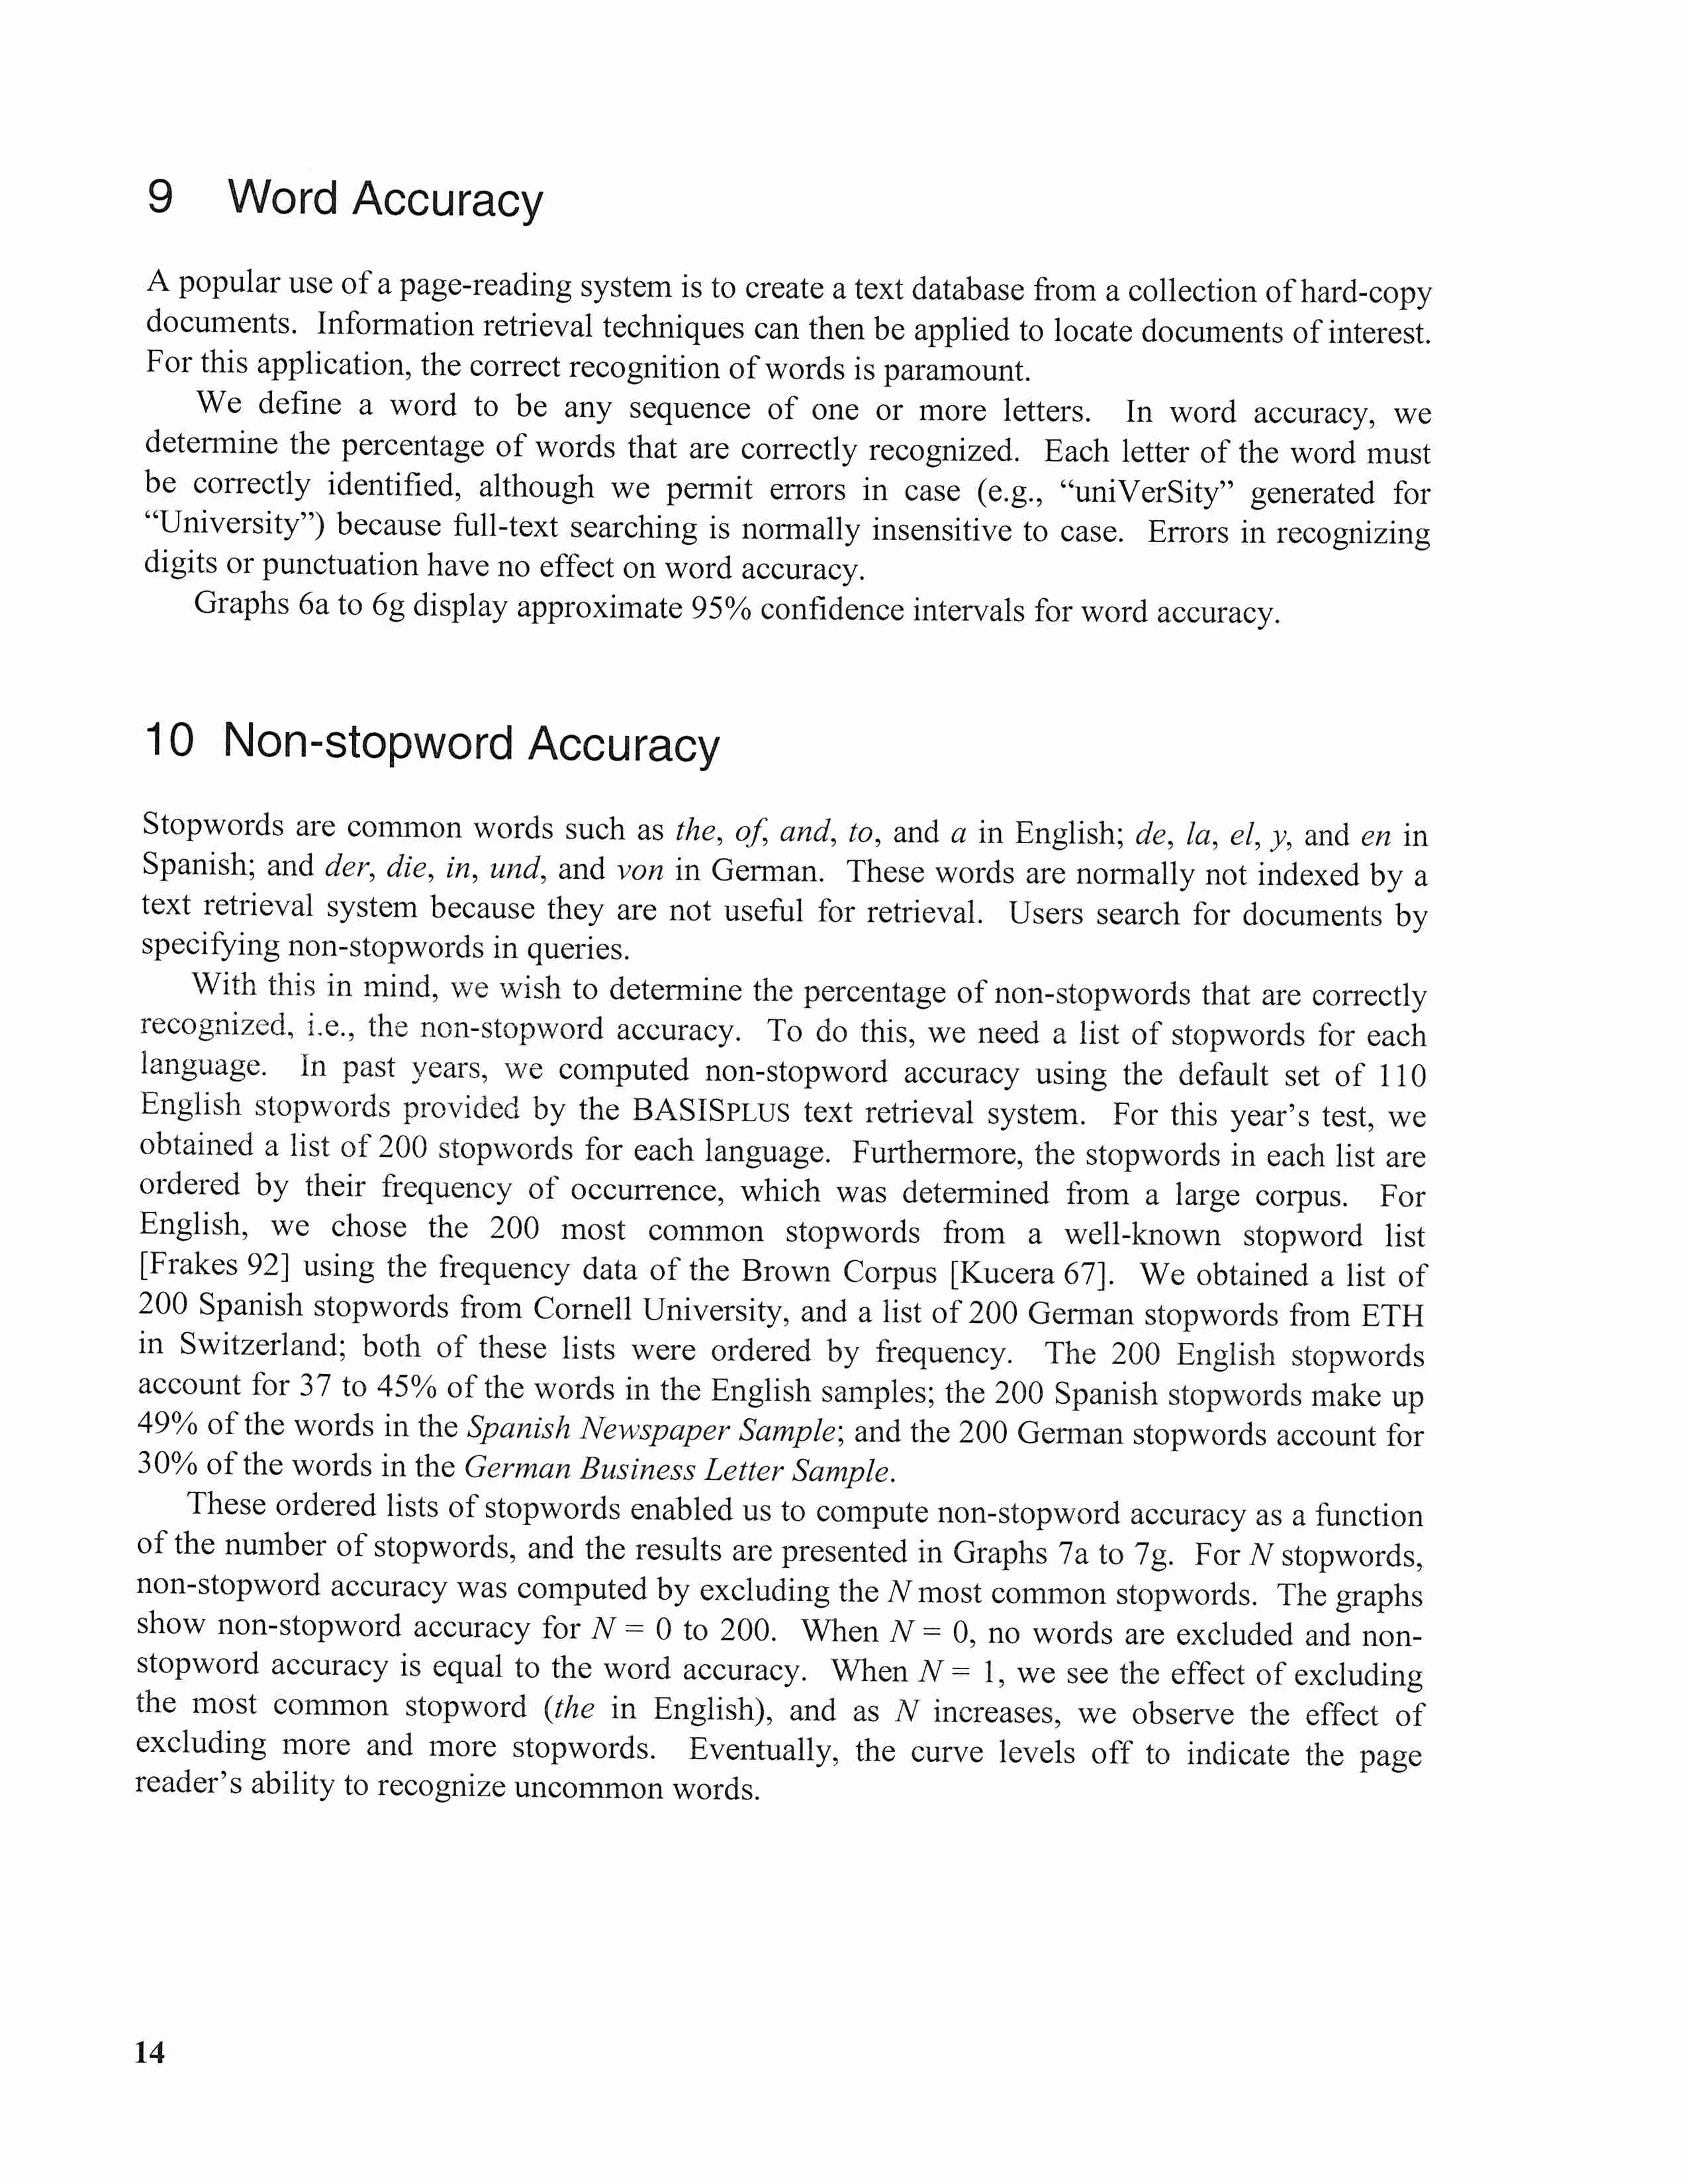 9 Word Accuracy
A popular use of a page-reading system is to create a text database from a collection of hard-copy
documents. Information retrieval techniques can then be applied to locate documents of interest.
For this application, the correct recognition of words is paramount.
We define a word to be any sequence of one or more letters. In word accuracy, we
determine the percentage of words that are correctly recognized. Each letter of the word must
be correctly identified, although we permit errors in case (e.g., “uniVerSity” generated for
“University”) because full-text searching is normally insensitive to case. Errors in recognizing
digits or punctuation have no effect on word accuracy.
Graphs 6a to 6g display approximate 95% confidence intervals for word accuracy.
10 Non-stopword Accuracy
Stopwords are common words such as the, of, and, to, and a in English; de, la, el, y, and en in
Spanish; and der, die, in, und, and von in German. These words are normally not indexed by a
text retrieval system because they are not useful for retrieval. Users search for documents by
specifying non-stopwords in queries.
With this in mind, we wish to determine the percentage of non-stopwords that are correctly
recognized, i.e., the non-stopword accuracy. To do this, we need a list of stopwords for each
language. In past years, we computed non-stopword accuracy using the default set of 110
English stopwords provided by the BASISPLUS text retrieval system. For this year’s test, we
obtained a list of 200 stopwords for each language. Furthermore, the stopwords in each list are
ordered by their frequency of occurrence, which was determined from a large corpus. For
English, we chose the 200 most common stopwords from a well-known stopword list
[Frakes 92] using the frequency data of the Brown Corpus [Kucera 67]. We obtained a list of
200 Spanish stopwords from Cornell University, and a list of 200 German stopwords from ETH
in Switzerland; both of these lists were ordered by frequency. The 200 English stopwords
account for 37 to 45% of the words in the English samples; the 200 Spanish stopwords make up
49% of the words in the Spanish Newspaper Sample; and the 200 German stopwords account for
30% of the words in the German Business Letter Sample.
These ordered lists of stopwords enabled us to compute non-stopword accuracy as a function
of the number of stopwords, and the results are presented in Graphs 7a to 7g. For N stopwords,
non-stopword accuracy was computed by excluding the N most common stopwords. The graphs
show non-stopword accuracy for N = 0 to 200. When N = 0, no words are excluded and non-
stopword accuracy is equal to the word accuracy. When N = 1, we see the effect of excluding
the most common stopword (the in English), and as N increases, we observe the effect of
excluding more and more stopwords. Eventually, the curve levels off to indicate the page
reader’s ability to recognize uncommon words.
14